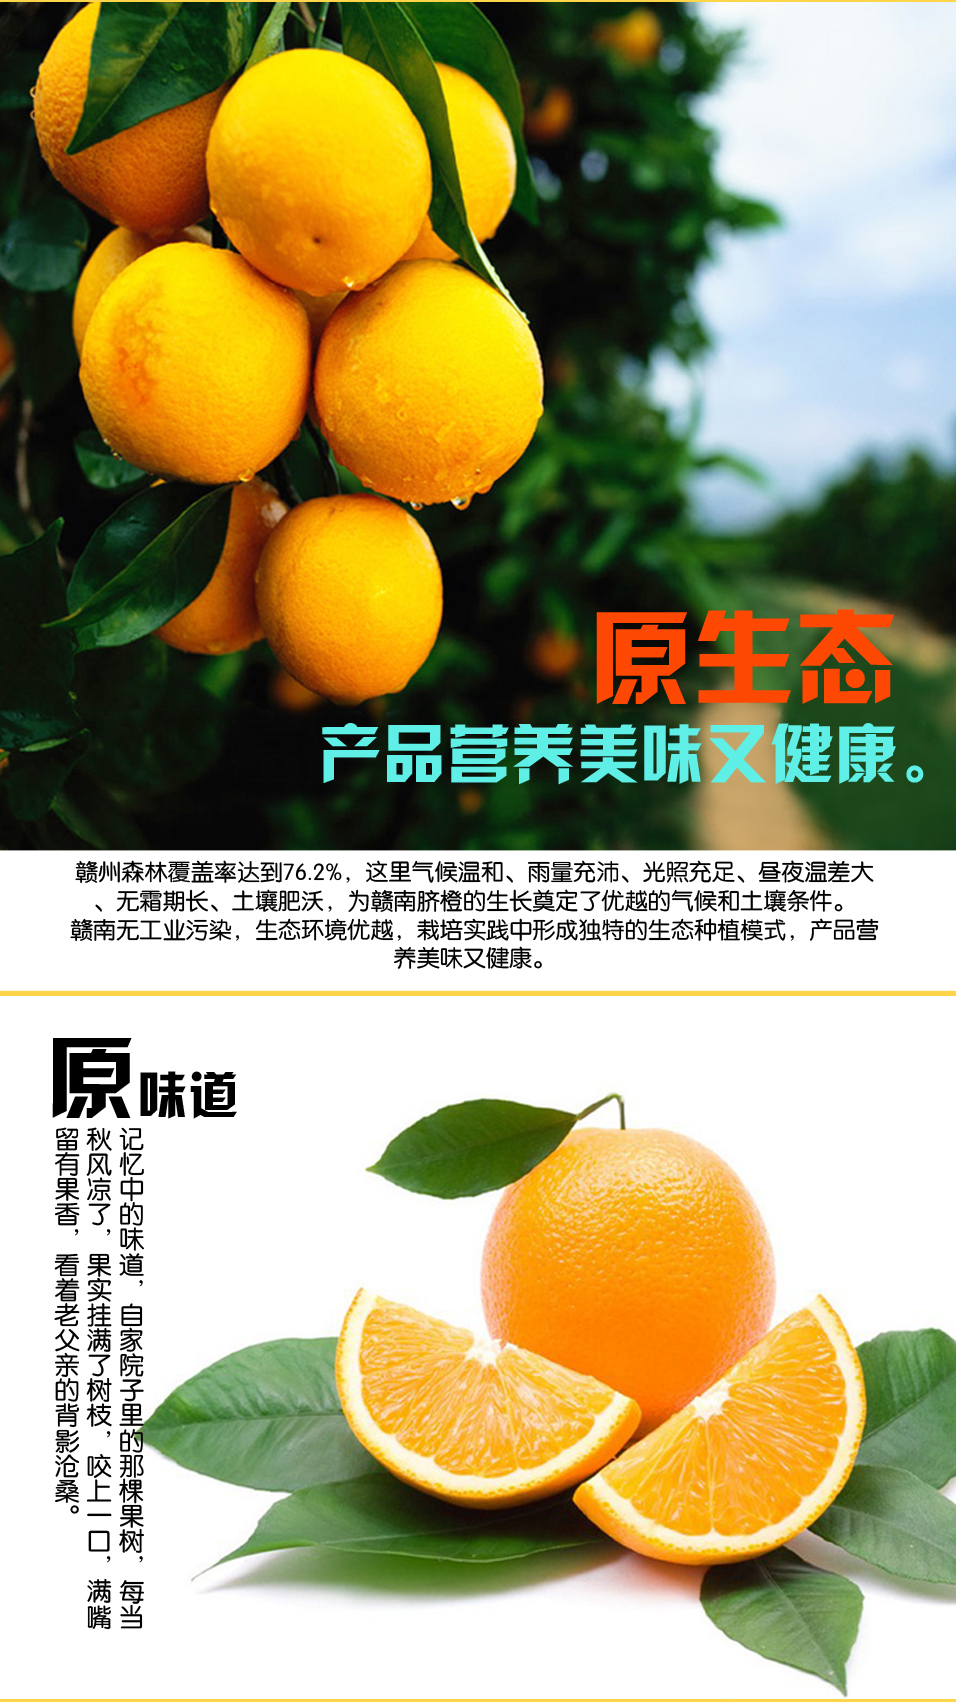 原生态
产品营养美味又健康。
赣州森林覆盖率达到76.2%，这里气候温和、雨量充沛、光照充足、昼夜温差大
、无霜期长、土壤肥沃，为赣南脐橙的生长奠定了优越的气候和土壤条件。
赣南无工业污染，生态环境优越，栽培实践中形成独特的生态种植模式，产品营
养美味又健康。
原味道
记忆中的味道，自家院子里的那棵果树，每当
秋风凉了，果实挂满了树枝，咬上一口，满嘴
留有果香，看着老父亲的背影沧桑。